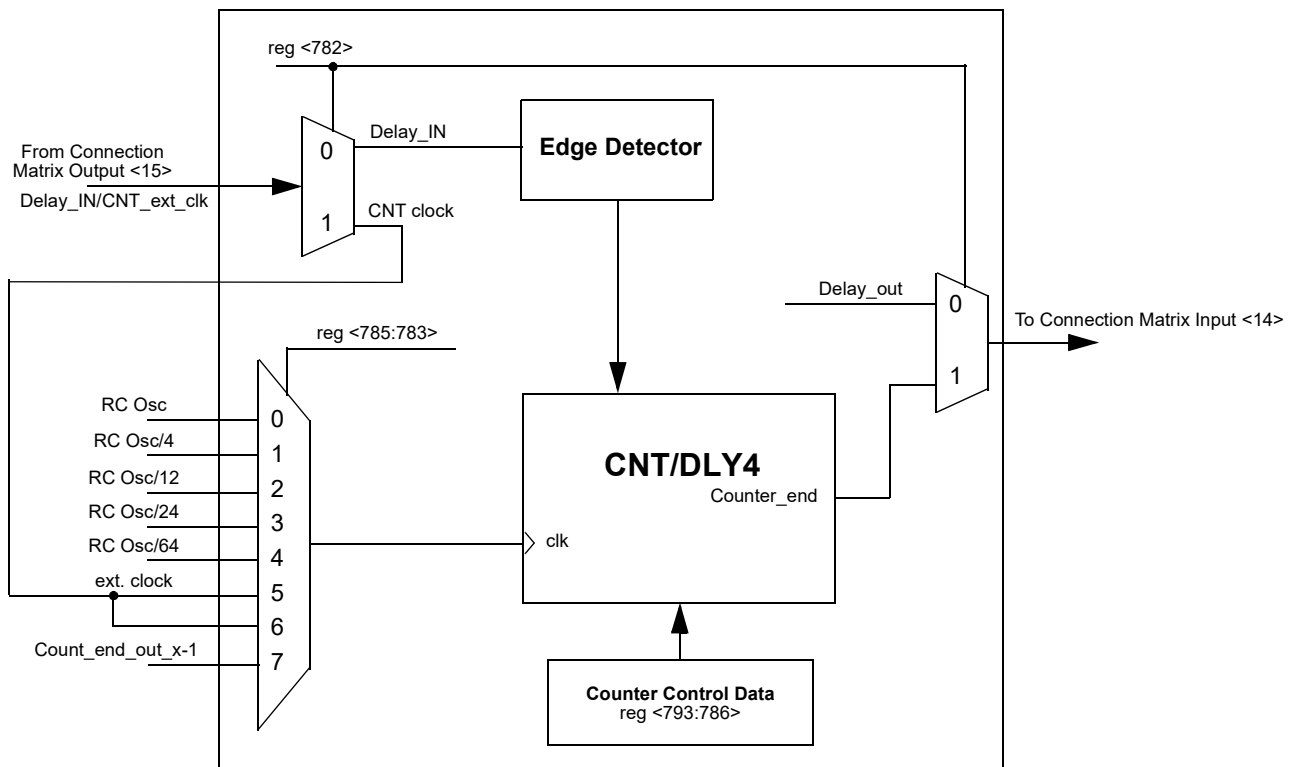 reg <782>
From Connection
Matrix Output <15>
Delay_IN/CNT_ext_clk
0
1
Delay_IN
CNT clock
Edge Detector
Delay_out
0
1
To Connection Matrix Input <14>
reg <785:783>
RC Osc
RC Osc/4
RC Osc/12
RC Osc/24
RC Osc/64
ext. clock
Count_end_out_x-1
0
1
2
3
4
5
6
7
CNT/DLY4
Counter_end
clk
Counter Control Data
reg <793:786>